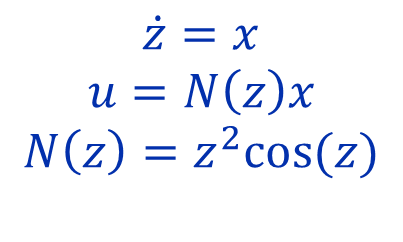 ż = x
u = N(z)x
N(z) = z²cos(z)